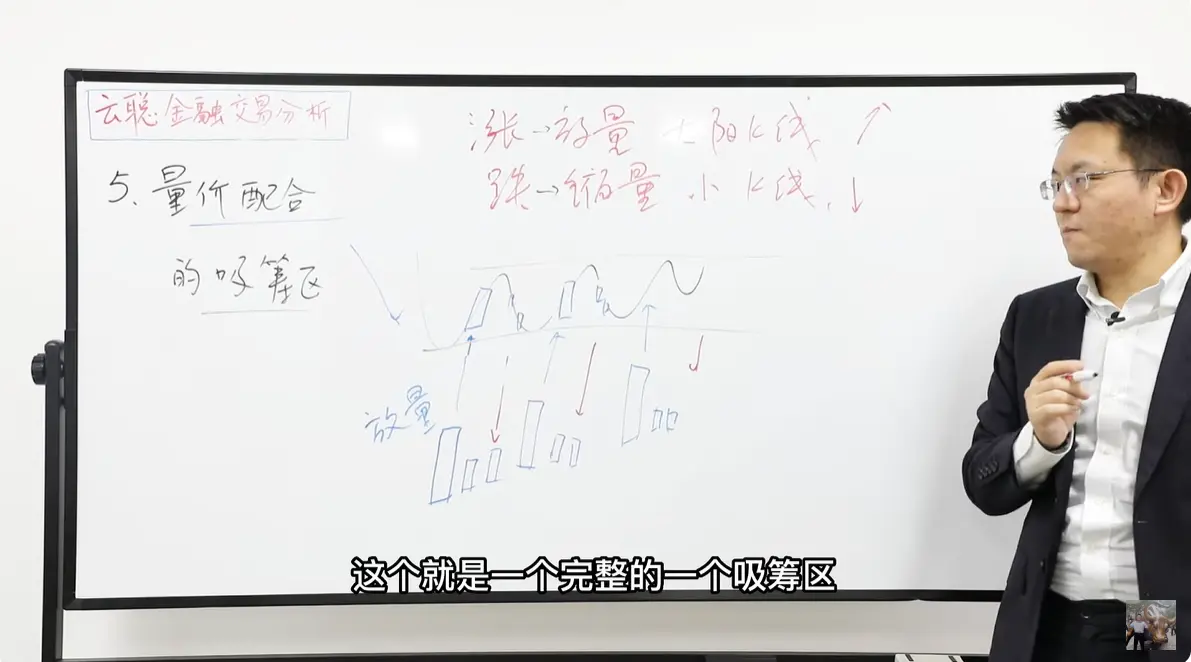 云聪:金融交易分析
涨→放量 大阳K线 ↑
跌→缩量 小K线 ↓
5、量价配合
的吸筹区
放量
这个就是一个完整的一个吸筹区